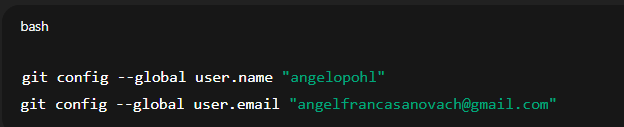 bash
git config --global user.name "angelopohl"
git config --global user.email "angelfrancasanovach@gmail.com"